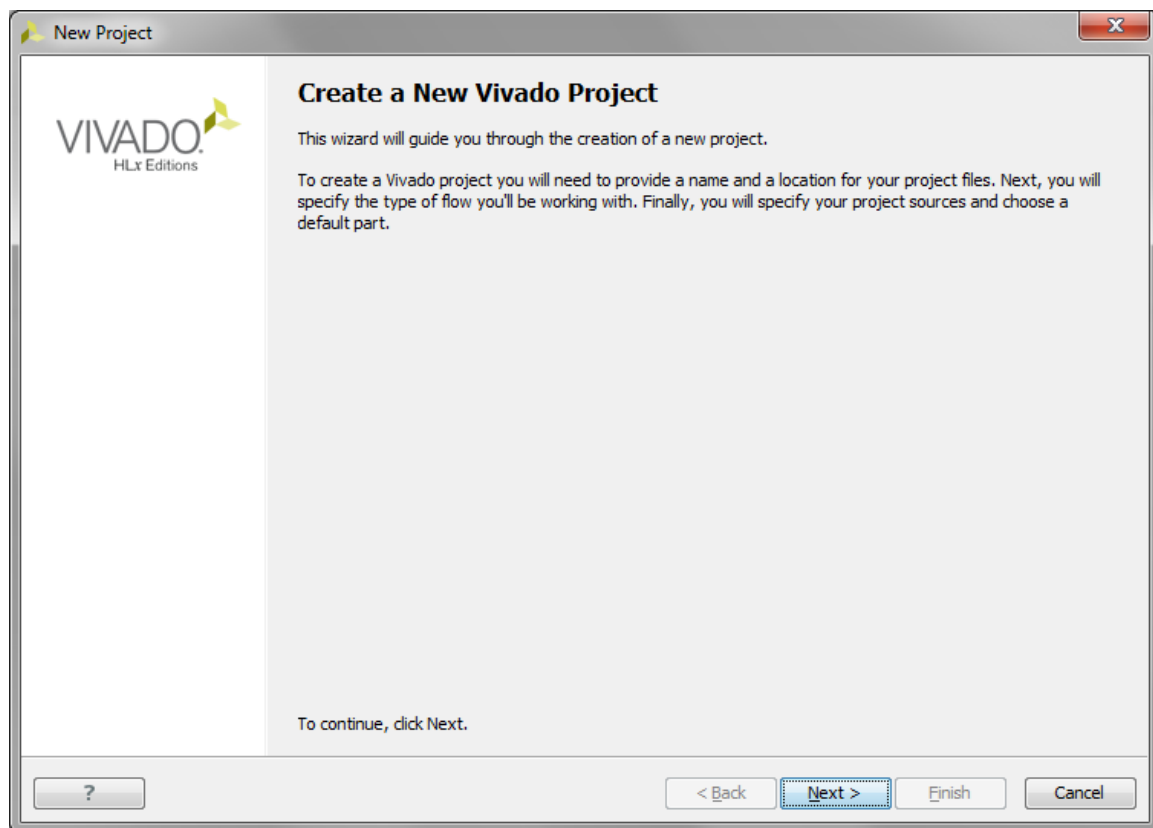 New Project
VIVADO.
HLx Editions
Create a New Vivado Project
This wizard will guide you through the creation of a new project.
To create a Vivado project you will need to provide a name and a location for your project files. Next, you will
specify the type of flow you'll be working with. Finally, you will specify your project sources and choose a
default part.
To continue, click Next.
?
< Back
Next >
Finish
Cancel